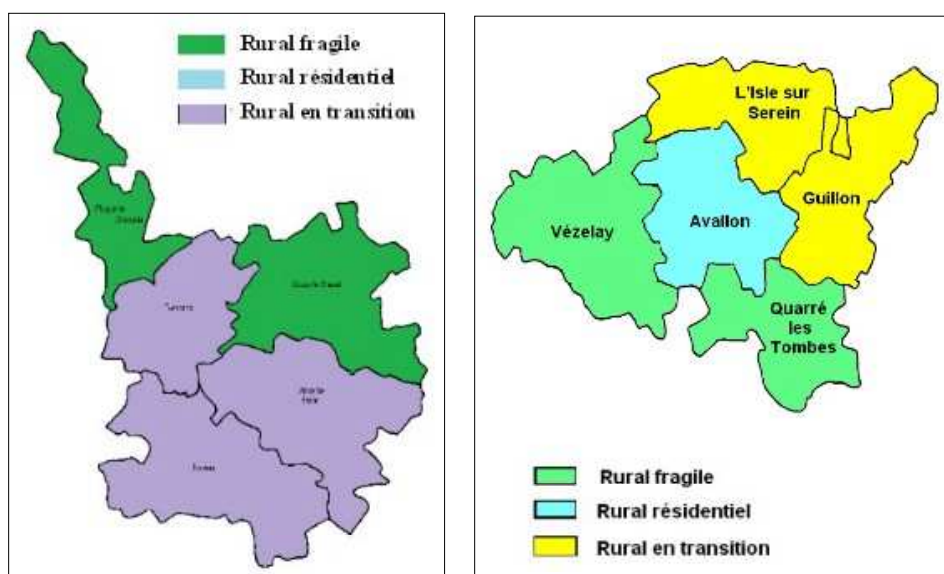 Rural fragile
Rural résidentiel
Rural en transition
L'Isle sur
Serein
Guillon
Avallon
Vézelay
Quarré
les
Tombes
Rural fragile
Rural résidentiel
Rural en transition